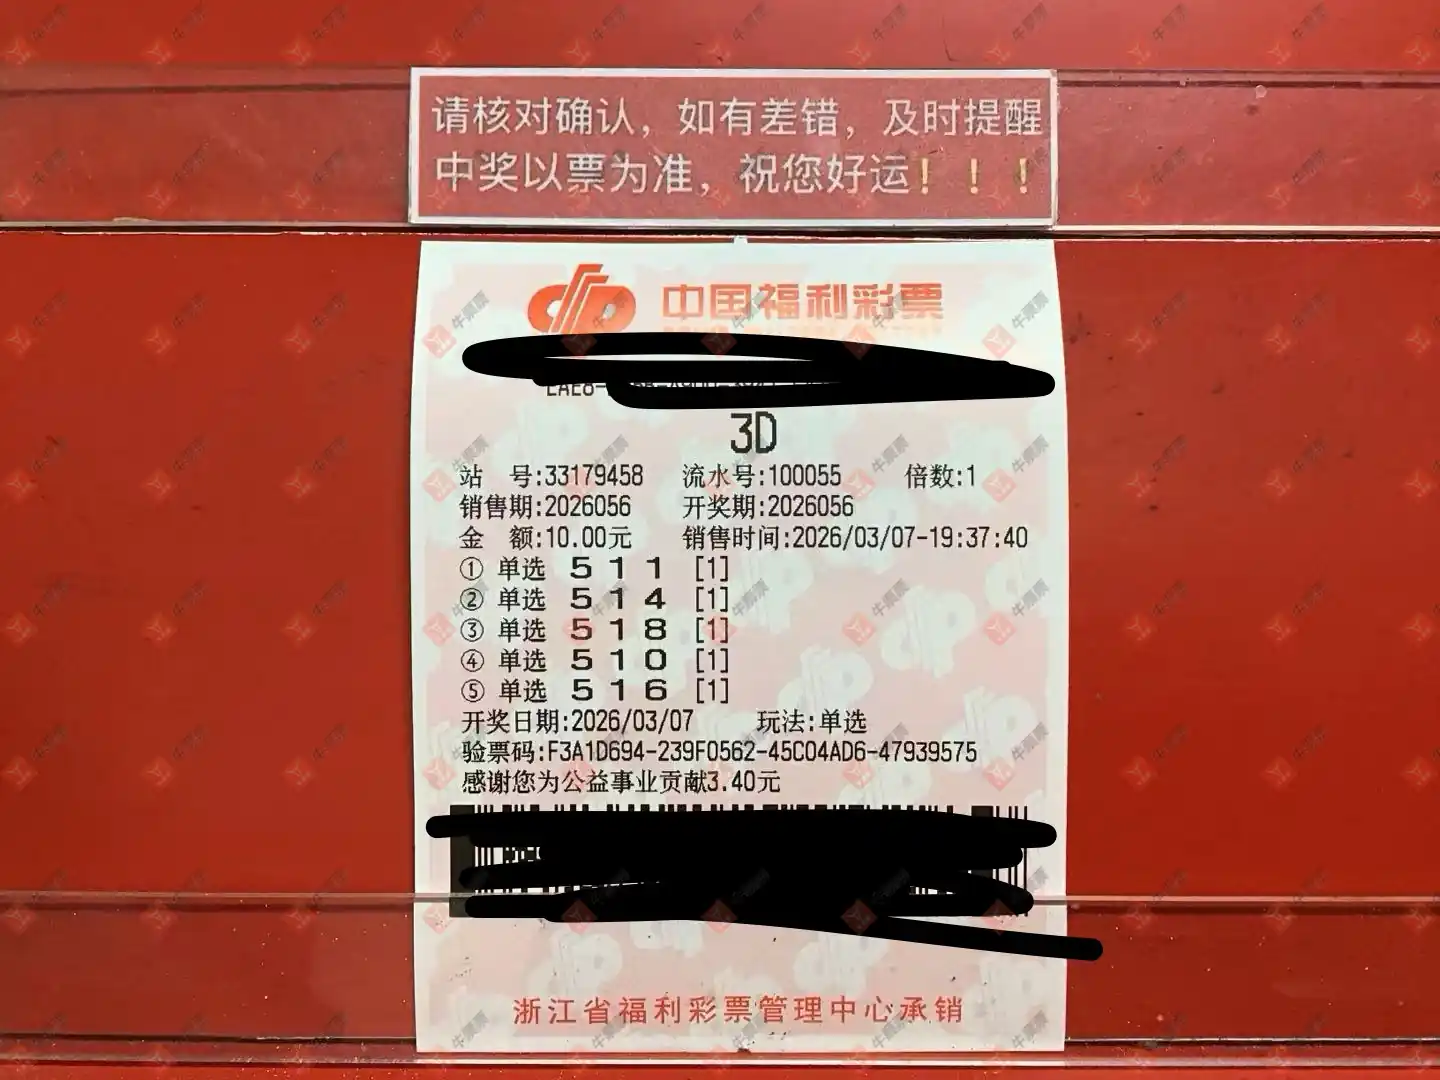 请核对确认，如有差错，及时提醒
中奖以票为准，祝您好运！！！
中国福利彩票
3D
站 号:33179458 流水号:100055 倍数:1
销售期:2026056 开奖期:2026056
金 额:10.00元 销售时间:2026/03/07-19:37:40
① 单选 5 1 1 [1]
② 单选 5 1 4 [1]
③ 单选 5 1 8 [1]
④ 单选 5 1 0 [1]
⑤ 单选 5 1 6 [1]
开奖日期:2026/03/07 玩法:单选
验票码:F3A1D694-239F0562-45C04AD6-47939575
感谢您为公益事业贡献3.40元
浙江省福利彩票管理中心承销
牛票票